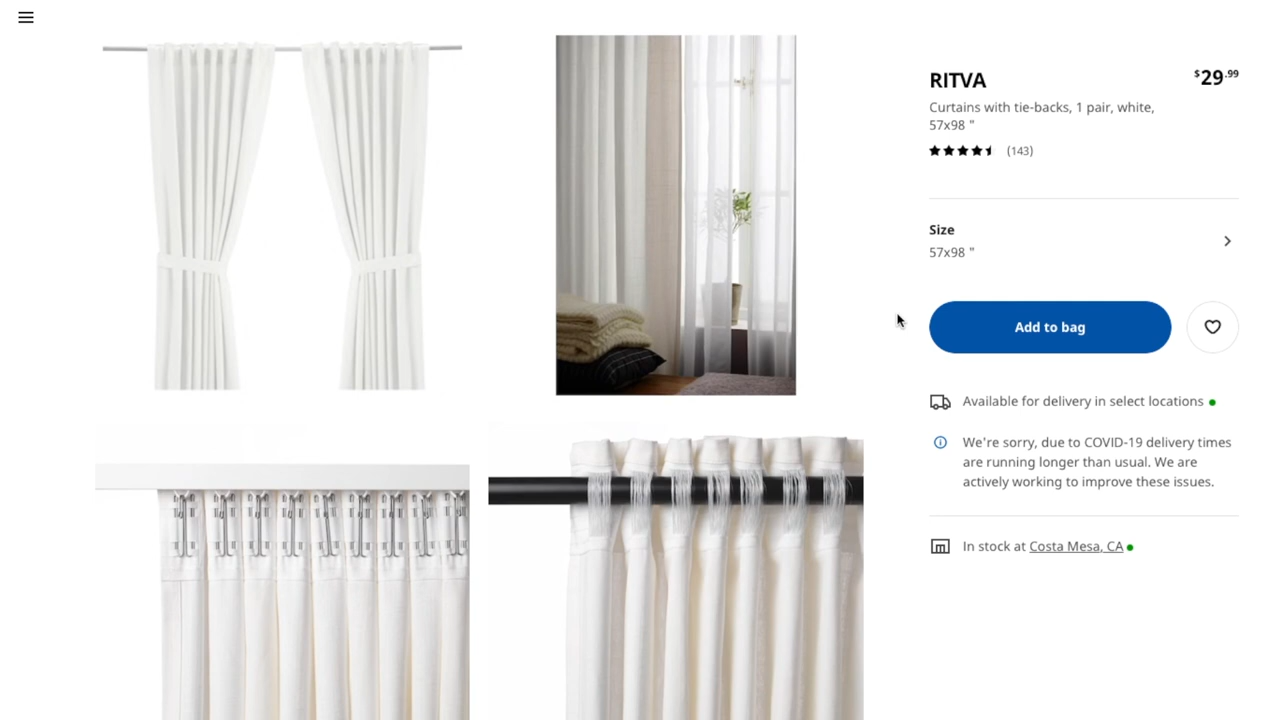 RITVA
$29.99
Curtains with tie-backs, 1 pair, white,
57x98 "
(143)
Size
57x98 "
Add to bag
Available for delivery in select locations
We're sorry, due to COVID-19 delivery times
are running longer than usual. We are
actively working to improve these issues.
In stock at Costa Mesa, CA